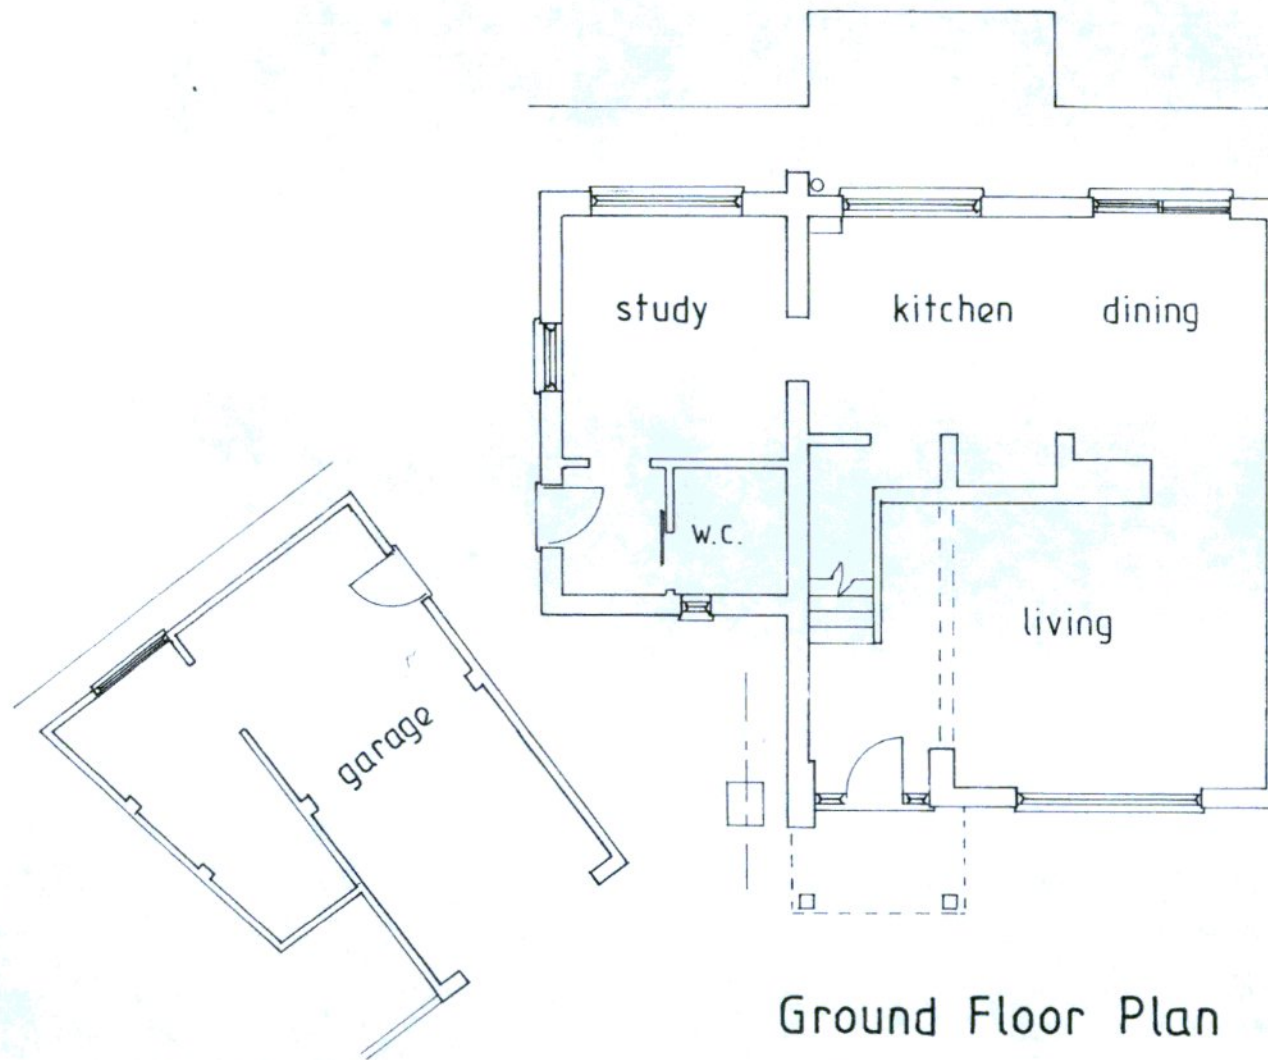 study
kitchen
dining
w.c.
living
garage
Ground Floor Plan